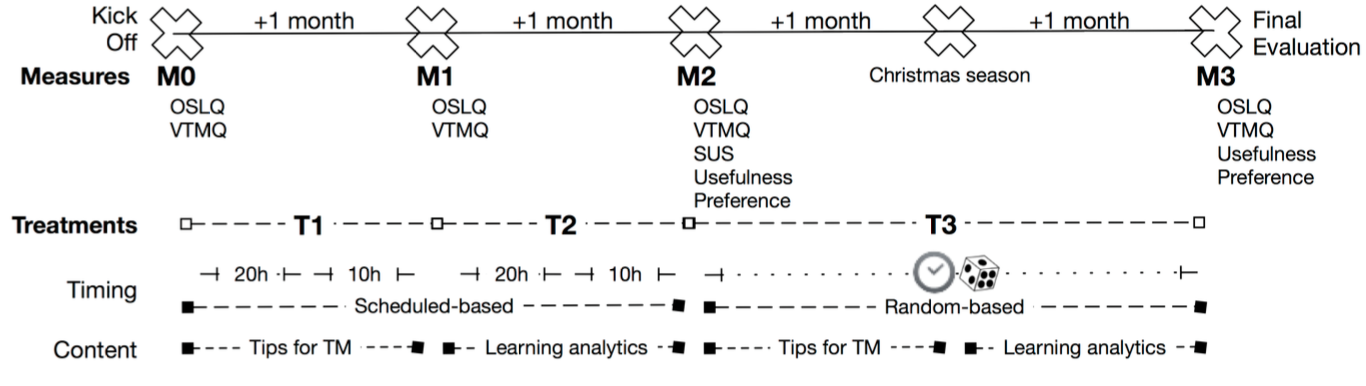 Kick Off
+1 month +1 month +1 month +1 month
Final Evaluation
Measures M0 M1 M2 Christmas season M3
OSLQ OSLQ OSLQ OSLQ
VTMQ VTMQ VTMQ VTMQ
SUS Usefulness
Usefulness Preference
Preference
Treatments T1 T2 T3
Timing 20h 10h 20h 10h
Scheduled-based Random-based
Content Tips for TM Learning analytics Tips for TM Learning analytics